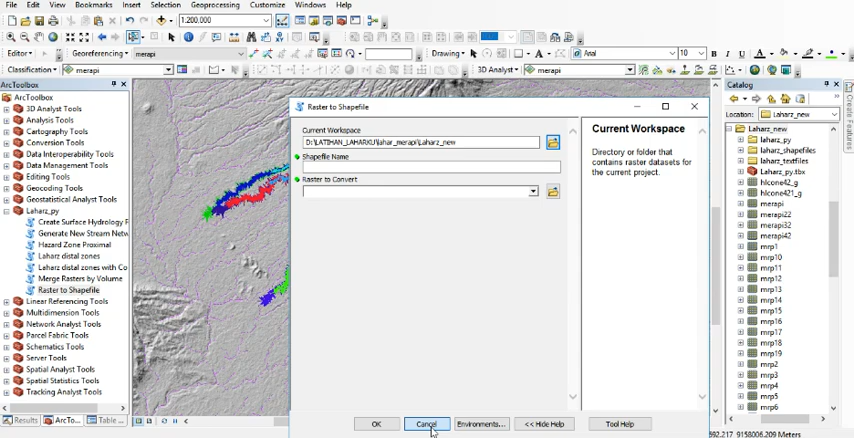 File Edit View Bookmarks Insert Selection Geoprocessing Customize Windows Help
1:200.000
Editor Georeferencing merapi Drawing Arial 10 B I U A
Classification merapi 3D Analyst merapi
ArcToolbox
ArcToolbox
3D Analyst Tools
Analysis Tools
Cartography Tools
Conversion Tools
Data Interoperability Tools
Data Management Tools
Editing Tools
Geocoding Tools
Geostatistical Analyst Tools
Laharz_py
Create Surface Hydrology R
Generate New Stream Netw
Hazard Zone Proximal
Laharz distal zones
Laharz distal zones with Co
Merge Rasters by Volume
Raster to Shapefile
Linear Referencing Tools
Multidimension Tools
Network Analyst Tools
Parcel Fabric Tools
Schematics Tools
Server Tools
Spatial Analyst Tools
Spatial Statistics Tools
Tracking Analyst Tools
Results ArcTo... Table ...
Raster to Shapefile
Current Workspace
D:\LATIHAN_LAHARKU\lahar_merapi\Laharz_new
Shapefile Name
Raster to Convert
OK Cancel Environments... << Hide Help Tool Help
Current Workspace
Directory or folder that
contains raster datasets for
the current project.
Catalog
Location: Laharz_new
Laharz_new
laharz_py
laharz_shapefiles
laharz_textfiles
Laharz_py.tbx
hlcone42_g
hlcone421_g
merapi
merapi22
merapi32
merapi42
mrp1
mrp10
mrp11
mrp12
mrp13
mrp14
mrp15
mrp16
mrp17
mrp18
mrp19
mrp2
mrp3
mrp4
mrp5
mrp6
Create Features
592.217 9158006.209 Meters